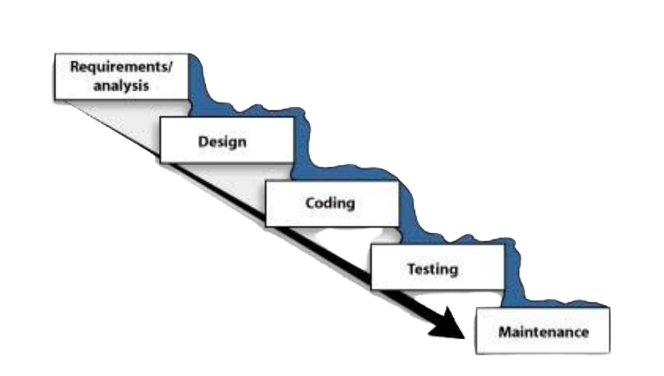 Requirements/
analysis
Design
Coding
Testing
Maintenance